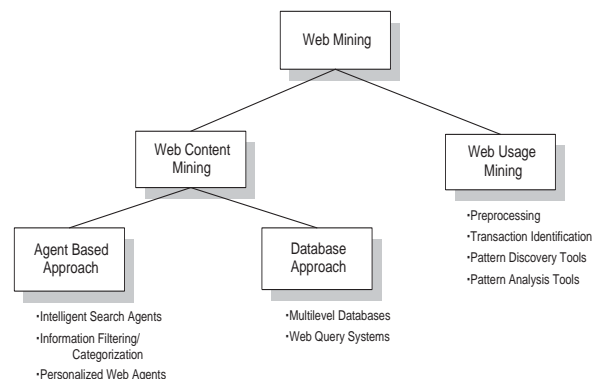 Web Mining
Web Content
Mining
Web Usage
Mining
•Preprocessing
•Transaction Identification
•Pattern Discovery Tools
•Pattern Analysis Tools
Agent Based
Approach
Database
Approach
•Intelligent Search Agents
•Information Filtering/
Categorization
•Personalized Web Agents
•Multilevel Databases
•Web Query Systems